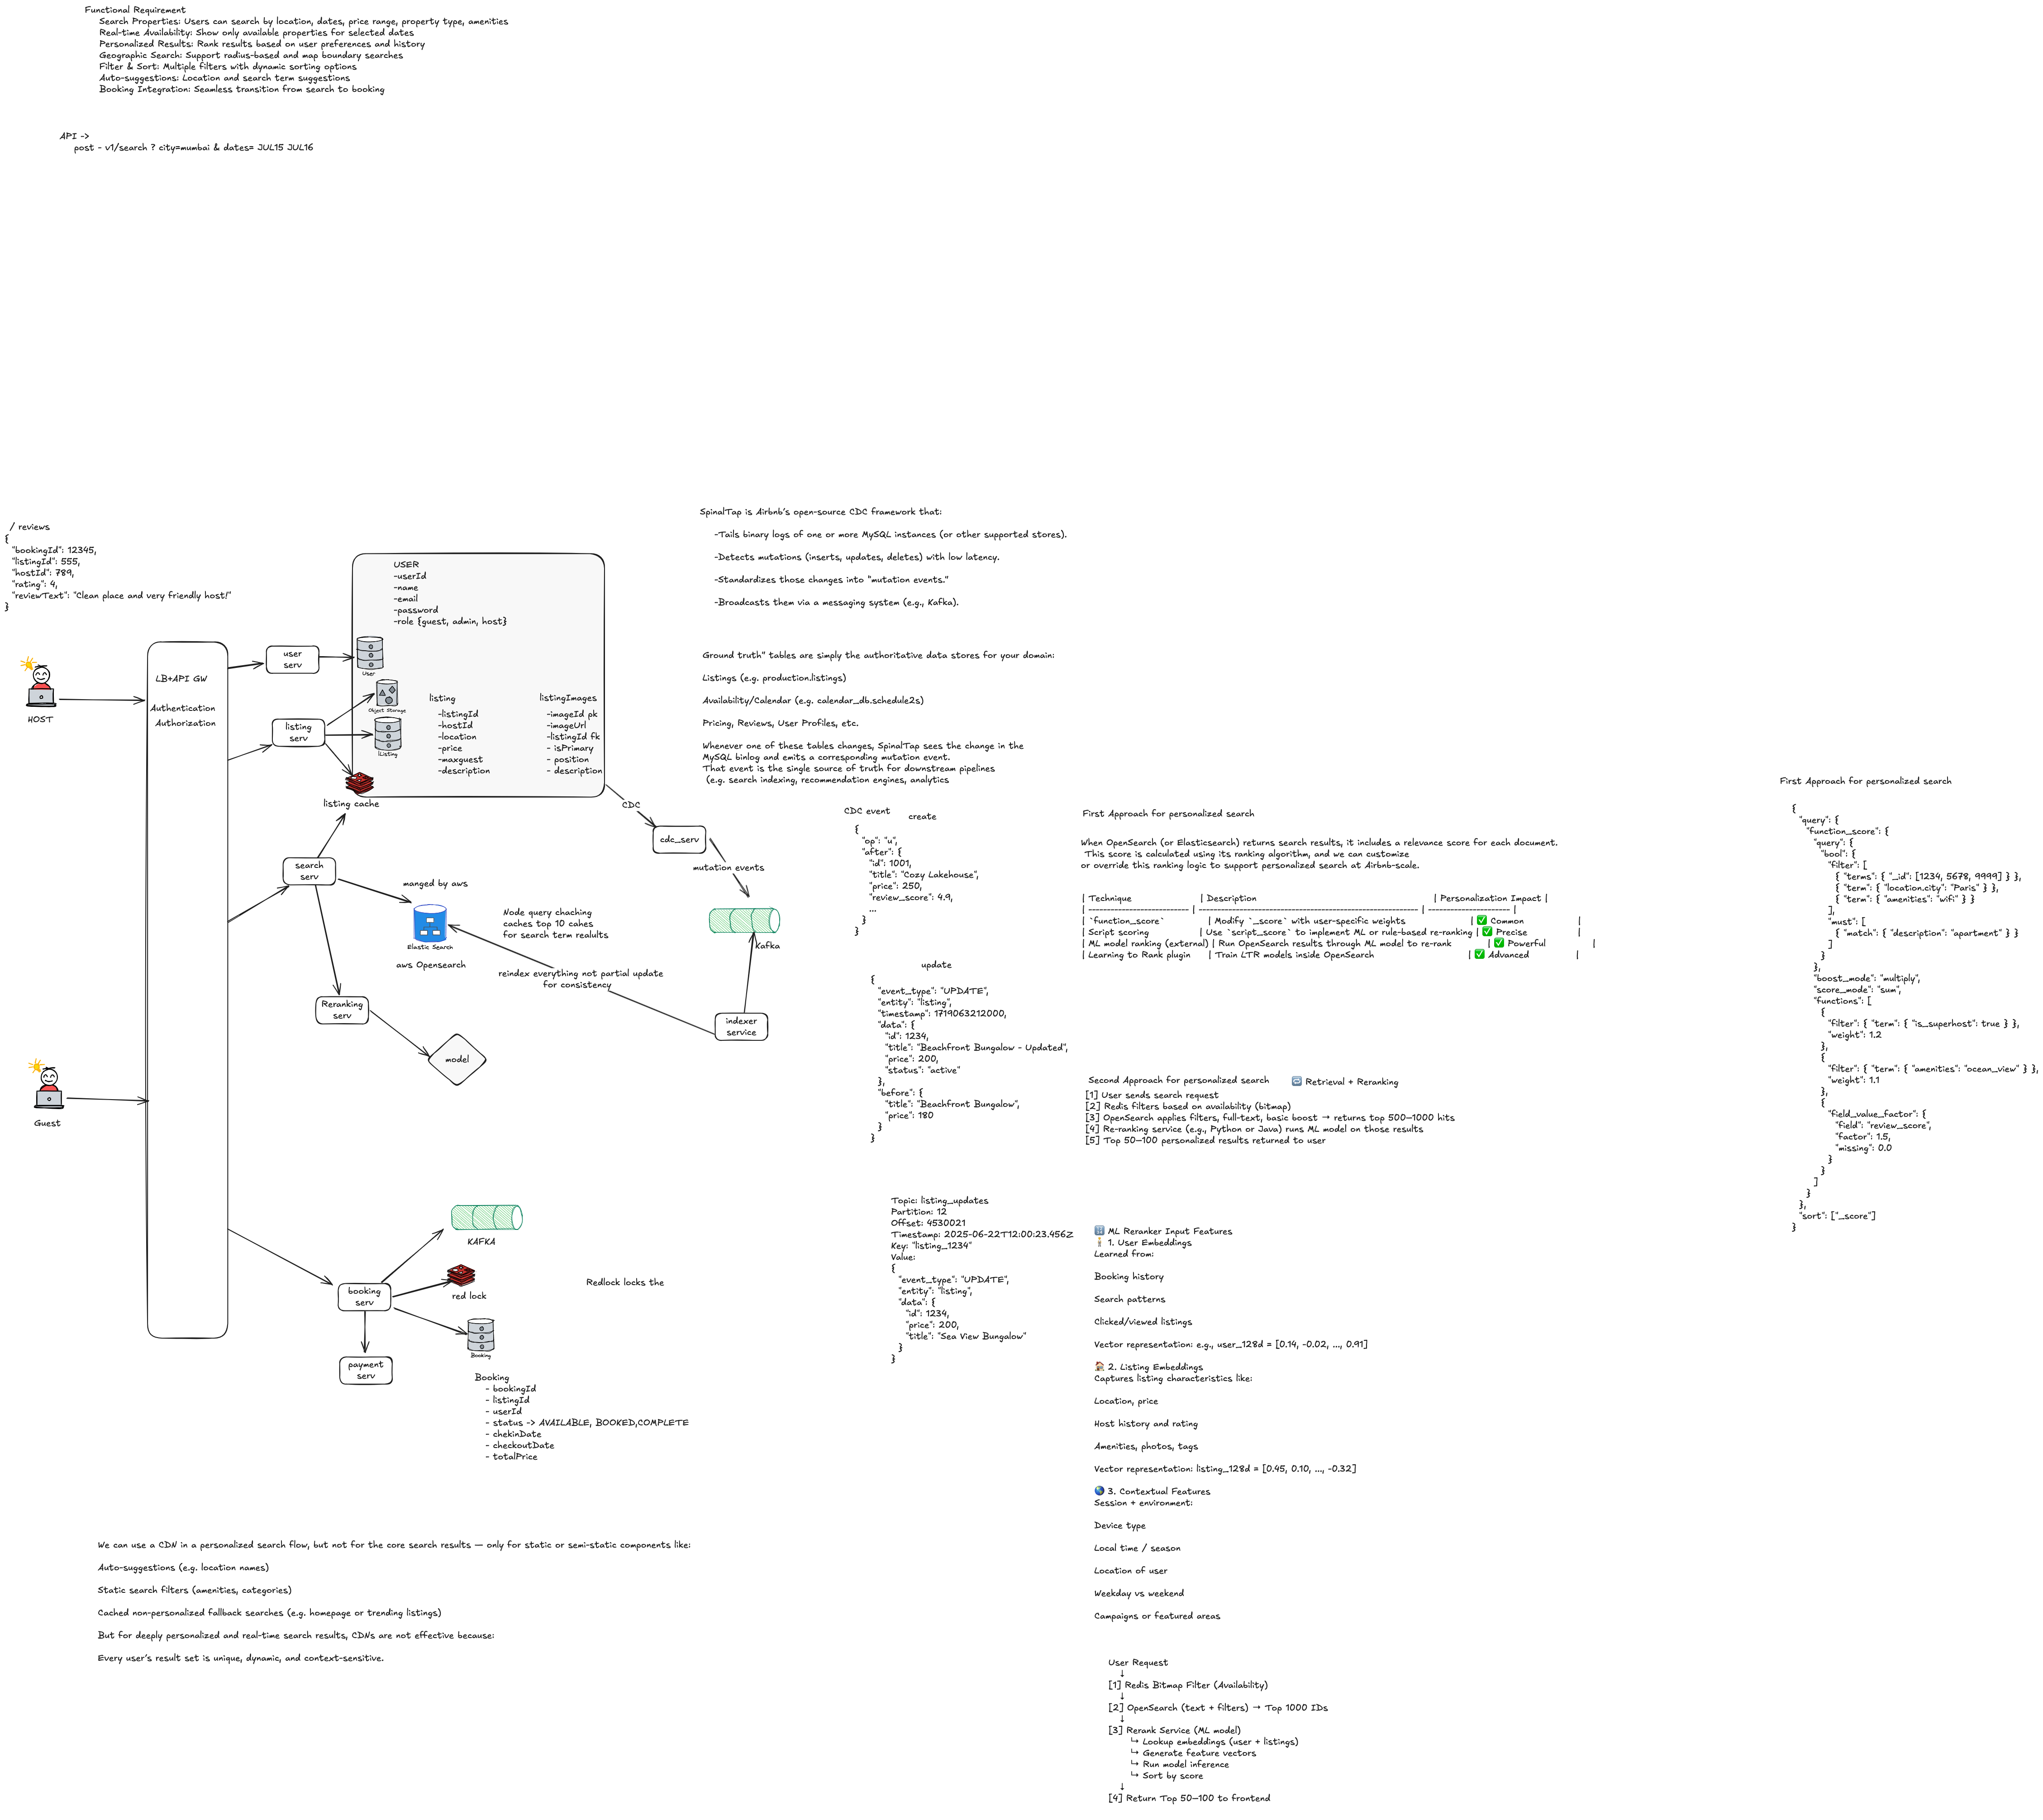 Functional Requirement
Search Properties: Users can search by location, dates, price range, property type, amenities
Real-time Availability: Show only available properties for selected dates
Personalized Results: Rank results based on user preferences and history
Geographic Search: Support radius-based and map boundary searches
Filter & Sort: Multiple filters with dynamic sorting options
Auto-suggestions: Location and search term suggestions
Booking Integration: Seamless transition from search to booking
API ->
post - v1/search ? city=mumbai & dates= JUL15 JUL16
/ reviews
{
"bookingId": 12345,
"listingId": 555,
"hostId": 789,
"rating": 4,
"reviewText": "Clean place and very friendly host!"
}
HOST
Guest
LB+API GW
Authentication
Authorization
user
serv
listing
serv
search
serv
Reranking
serv
model
booking
serv
payment
serv
USER
-userId
-name
-email
-password
-role {guest, admin, host}
User
Object Storage
lListing
listing
-listingId
-hostId
-location
-price
-maxguest
-description
listingImages
-imageId pk
-imageUrl
-listingId fk
- isPrimary
- position
- description
listing cache
manged by aws
Elastic Search
aws Opensearch
Node query chaching
caches top 10 cahes
for search term realults
reindex everything not partial update
for consistency
CDC
cdc_serv
mutation events
Kafka
indexer
service
KAFKA
red lock
Redlock locks the
Booking
Booking
- bookingId
- listingId
- userId
- status -> AVAILABLE, BOOKED,COMPLETE
- chekinDate
- checkoutDate
- totalPrice
We can use a CDN in a personalized search flow, but not for the core search results — only for static or semi-static components like:
Auto-suggestions (e.g. location names)
Static search filters (amenities, categories)
Cached non-personalized fallback searches (e.g. homepage or trending listings)
But for deeply personalized and real-time search results, CDNs are not effective because:
Every user's result set is unique, dynamic, and context-sensitive.
SpinalTap is Airbnb's open-source CDC framework that:
-Tails binary logs of one or more MySQL instances (or other supported stores).
-Detects mutations (inserts, updates, deletes) with low latency.
-Standardizes those changes into "mutation events."
-Broadcasts them via a messaging system (e.g., Kafka).
Ground truth" tables are simply the authoritative data stores for your domain:
Listings (e.g. production.listings)
Availability/Calendar (e.g. calendar_db.schedule2s)
Pricing, Reviews, User Profiles, etc.
Whenever one of these tables changes, SpinalTap sees the change in the
MySQL binlog and emits a corresponding mutation event.
That event is the single source of truth for downstream pipelines
(e.g. search indexing, recommendation engines, analytics
CDC event
create
{
"op": "u",
"after": {
"id": 1001,
"title": "Cozy Lakehouse",
"price": 250,
"review_score": 4.9,
...
}
}
update
{
"event_type": "UPDATE",
"entity": "listing",
"timestamp": 1719063212000,
"data": {
"id": 1234,
"title": "Beachfront Bungalow - Updated",
"price": 200,
"status": "active"
},
"before": {
"title": "Beachfront Bungalow",
"price": 180
}
}
Topic: listing_updates
Partition: 12
Offset: 4530021
Timestamp: 2025-06-22T12:00:23.456Z
Key: "listing_1234"
Value:
{
"event_type": "UPDATE",
"entity": "listing",
"data": {
"id": 1234,
"price": 200,
"title": "Sea View Bungalow"
}
}
First Approach for personalized search
When OpenSearch (or Elasticsearch) returns search results, it includes a relevance score for each document.
This score is calculated using its ranking algorithm, and we can customize
or override this ranking logic to support personalized search at Airbnb-scale.
| Technique | Description | Personalization Impact |
| --------------------------- | ----------------------------------------------------------- | ---------------------- |
| `function_score` | Modify `_score` with user-specific weights | ✅ Common |
| Script scoring | Use `script_score` to implement ML or rule-based re-ranking | ✅ Precise |
| ML model ranking (external) | Run OpenSearch results through ML model to re-rank | ✅ Powerful |
| Learning to Rank plugin | Train LTR models inside OpenSearch | ✅ Advanced |
Second Approach for personalized search 🔁 Retrieval + Reranking
[1] User sends search request
[2] Redis filters based on availability (bitmap)
[3] OpenSearch applies filters, full-text, basic boost → returns top 500–1000 hits
[4] Re-ranking service (e.g., Python or Java) runs ML model on those results
[5] Top 50–100 personalized results returned to user
🔢 ML Reranker Input Features
🧍 1. User Embeddings
Learned from:
Booking history
Search patterns
Clicked/viewed listings
Vector representation: e.g., user_128d = [0.14, -0.02, ..., 0.91]
🏠 2. Listing Embeddings
Captures listing characteristics like:
Location, price
Host history and rating
Amenities, photos, tags
Vector representation: listing_128d = [0.45, 0.10, ..., -0.32]
🌎 3. Contextual Features
Session + environment:
Device type
Local time / season
Location of user
Weekday vs weekend
Campaigns or featured areas
User Request
↓
[1] Redis Bitmap Filter (Availability)
↓
[2] OpenSearch (text + filters) → Top 1000 IDs
↓
[3] Rerank Service (ML model)
↳ Lookup embeddings (user + listings)
↳ Generate feature vectors
↳ Run model inference
↳ Sort by score
↓
[4] Return Top 50–100 to frontend
First Approach for personalized search
{
"query": {
"function_score": {
"query": {
"bool": {
"filter": [
{ "terms": { "_id": [1234, 5678, 9999] } },
{ "term": { "location.city": "Paris" } },
{ "term": { "amenities": "wifi" } }
],
"must": [
{ "match": { "description": "apartment" } }
]
}
},
"boost_mode": "multiply",
"score_mode": "sum",
"functions": [
{
"filter": { "term": { "is_superhost": true } },
"weight": 1.2
},
{
"filter": { "term": { "amenities": "ocean_view" } },
"weight": 1.1
},
{
"field_value_factor": {
"field": "review_score",
"factor": 1.5,
"missing": 0.0
}
}
]
}
},
"sort": ["_score"]
}